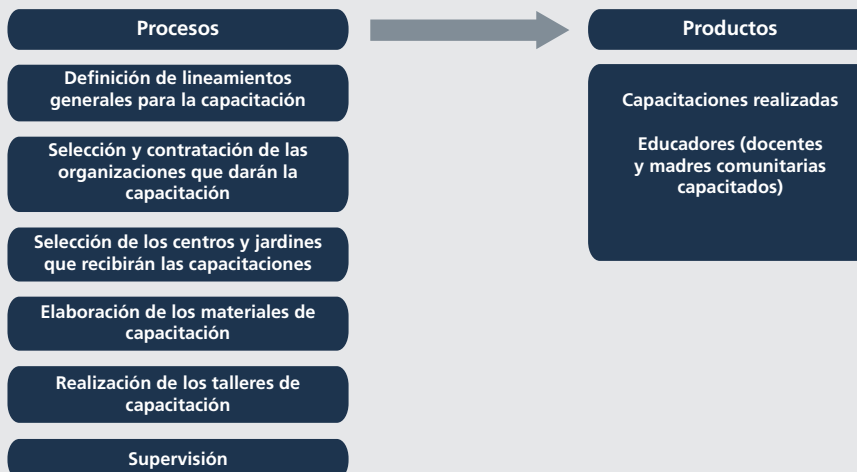 Procesos
Definición de lineamientos
generales para la capacitación
Selección y contratación de las
organizaciones que darán la
capacitación
Selección de los centros y jardines
que recibirán las capacitaciones
Elaboración de los materiales de
capacitación
Realización de los talleres de
capacitación
Supervisión
Productos
Capacitaciones realizadas
Educadores (docentes
y madres comunitarias
capacitados)